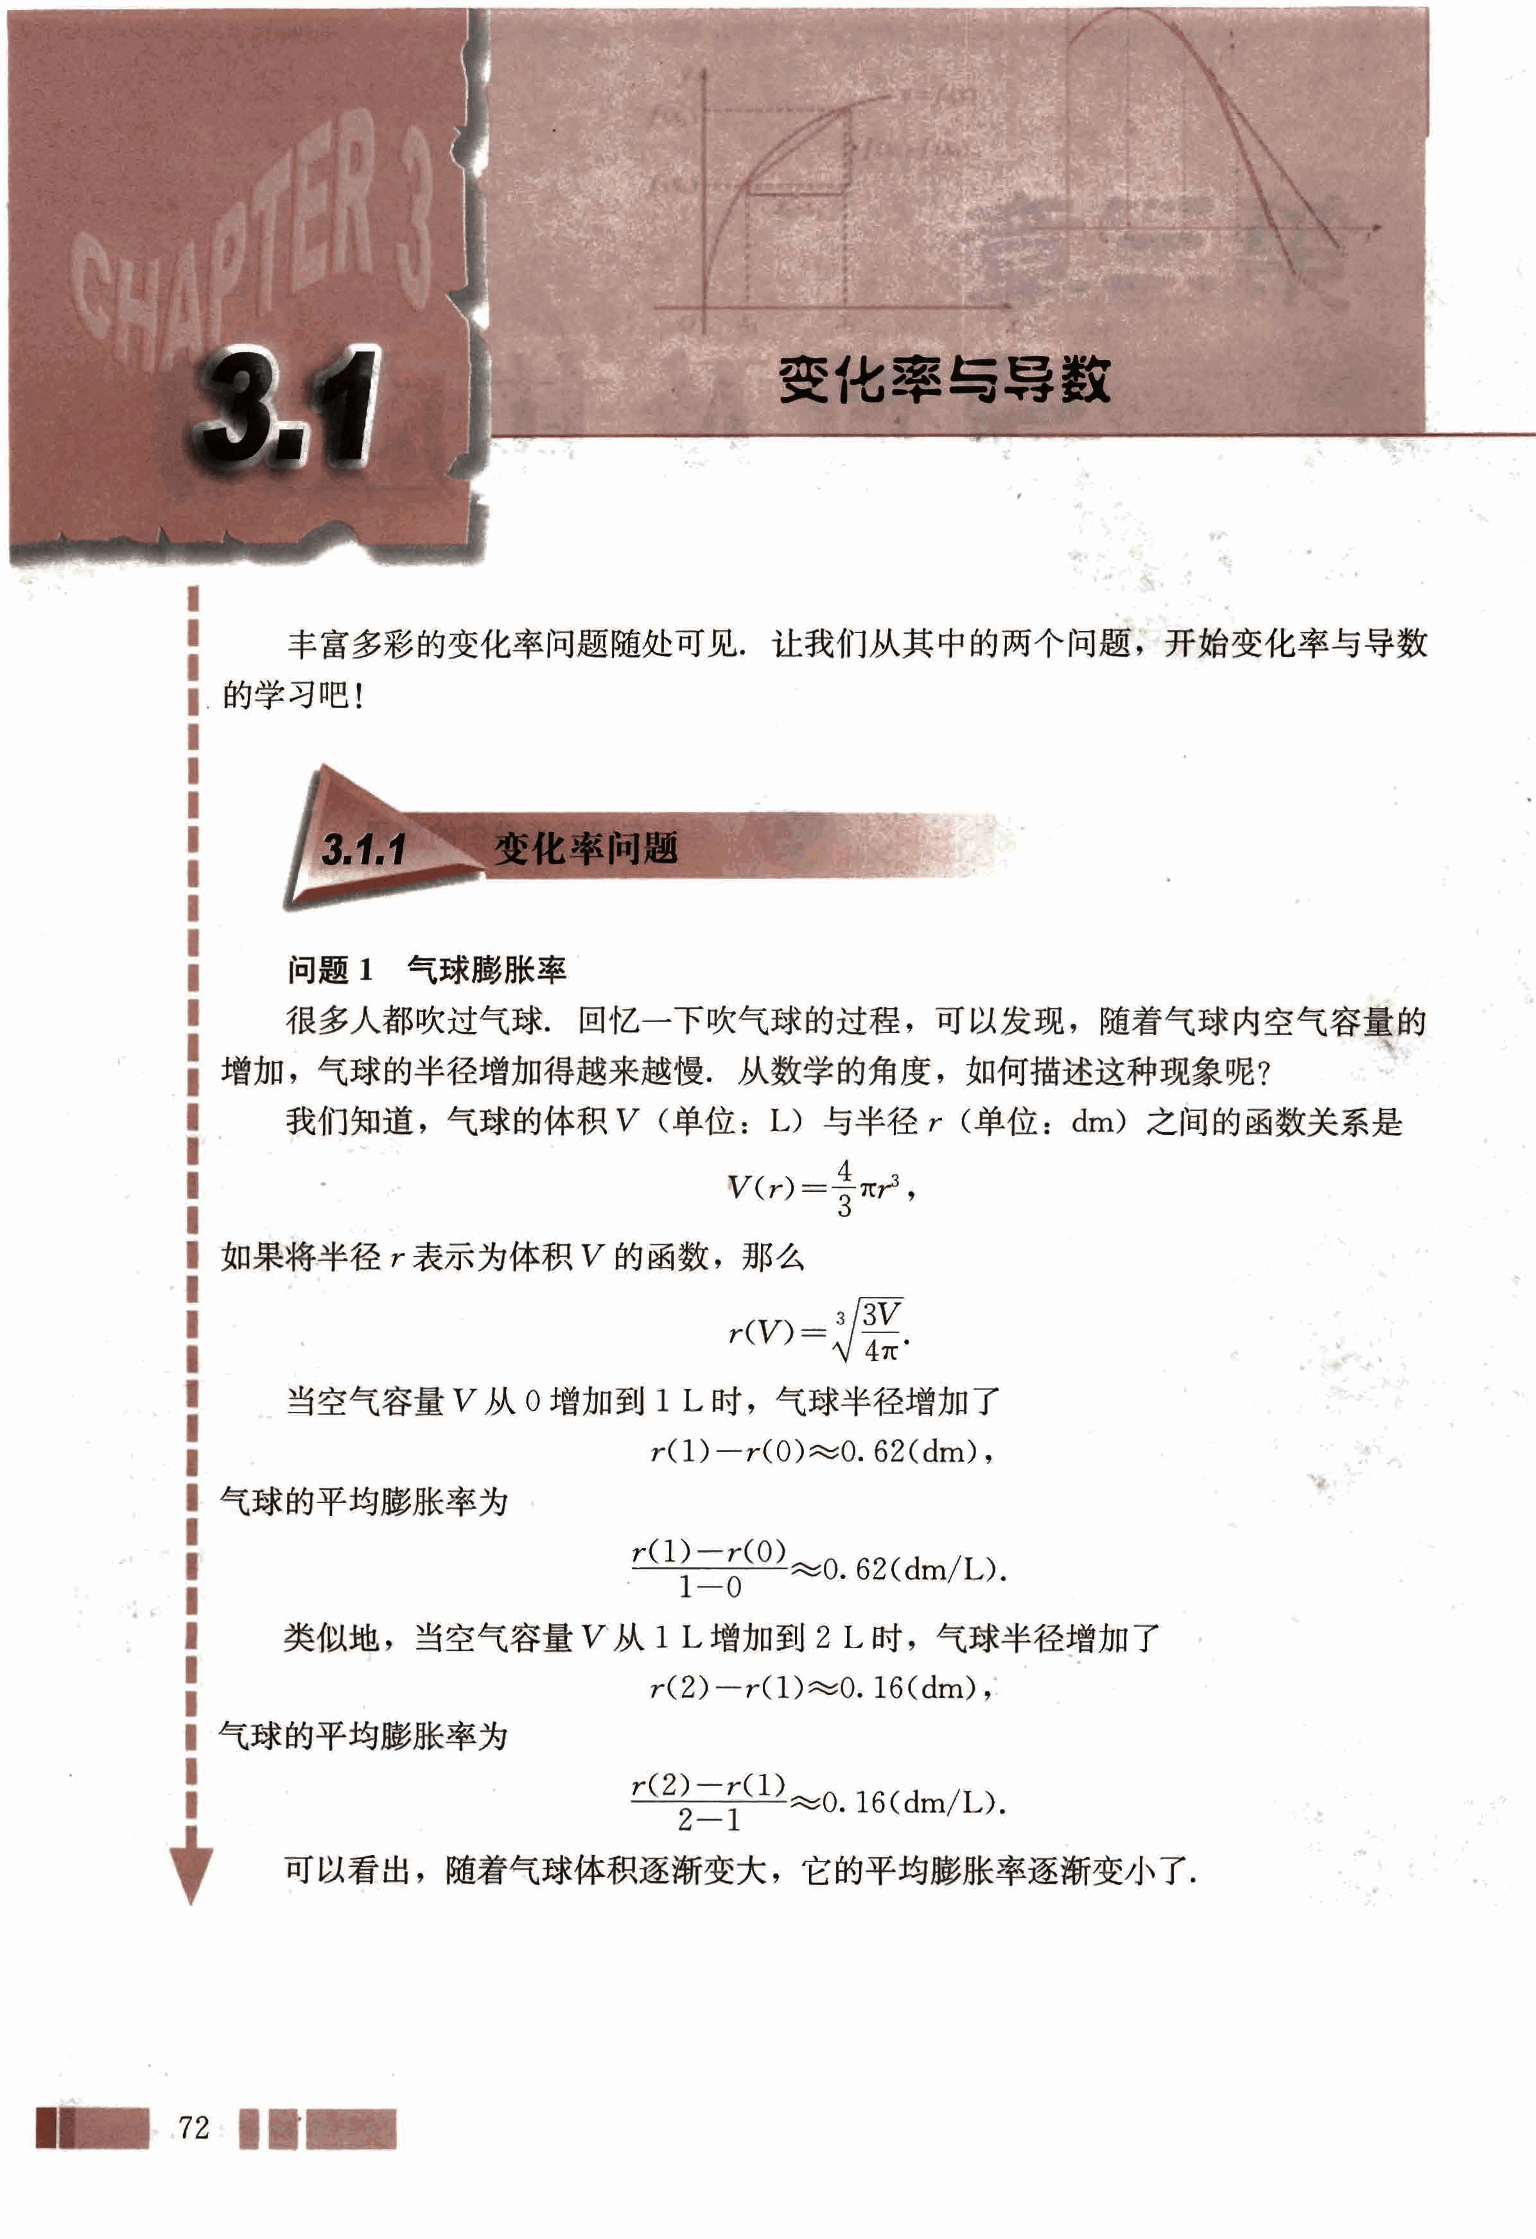 CHAPTER 3
3.1
变化率与导数
丰富多彩的变化率问题随处可见. 让我们从其中的两个问题，开始变化率与导数
的学习吧！
3.1.1 变化率问题
问题 1 气球膨胀率
很多人都吹过气球. 回忆一下吹气球的过程，可以发现，随着气球内空气容量的
增加，气球的半径增加得越来越慢. 从数学的角度，如何描述这种现象呢？
我们知道，气球的体积 V（单位：L）与半径 r（单位：dm）之间的函数关系是
V(r)=\frac{4}{3}πr³，
如果将半径 r 表示为体积 V 的函数，那么
r(V)=\sqrt[3]{\frac{3V}{4π}}.
当空气容量 V 从 0 增加到 1 L 时，气球半径增加了
r(1)−r(0)≈0.62(dm)，
气球的平均膨胀率为
\frac{r(1)−r(0)}{1−0}≈0.62(dm/L).
类似地，当空气容量 V 从 1 L 增加到 2 L 时，气球半径增加了
r(2)−r(1)≈0.16(dm)，
气球的平均膨胀率为
\frac{r(2)−r(1)}{2−1}≈0.16(dm/L).
可以看出，随着气球体积逐渐变大，它的平均膨胀率逐渐变小了.
72